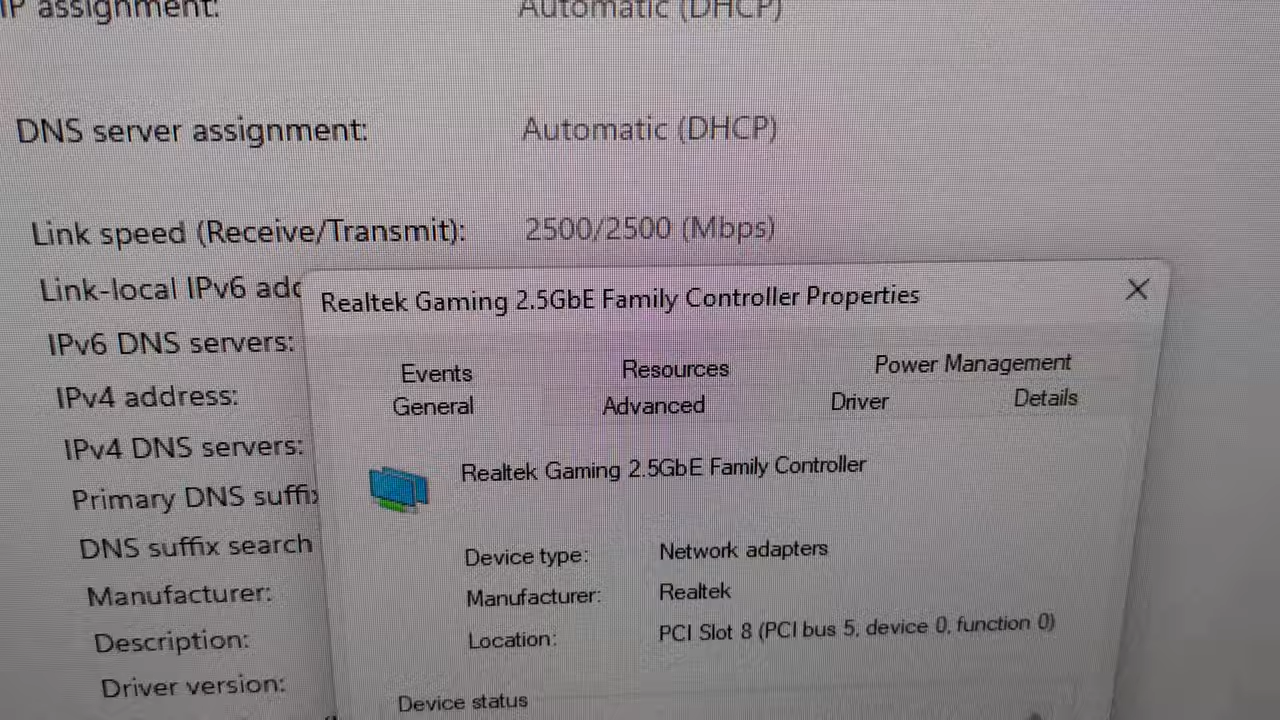 IP assignment:
Automatic (DHCP)
DNS server assignment:
Automatic (DHCP)
Link speed (Receive/Transmit):
2500/2500 (Mbps)
Link-local IPv6 add
IPv6 DNS servers:
IPv4 address:
IPv4 DNS servers:
Primary DNS suffix
DNS suffix search
Manufacturer:
Description:
Driver version:
Realtek Gaming 2.5GbE Family Controller Properties
Events
Resources
Power Management
General
Advanced
Driver
Details
Realtek Gaming 2.5GbE Family Controller
Device type:
Network adapters
Manufacturer:
Realtek
Location:
PCI Slot 8 (PCI bus 5, device 0, function 0)
Device status